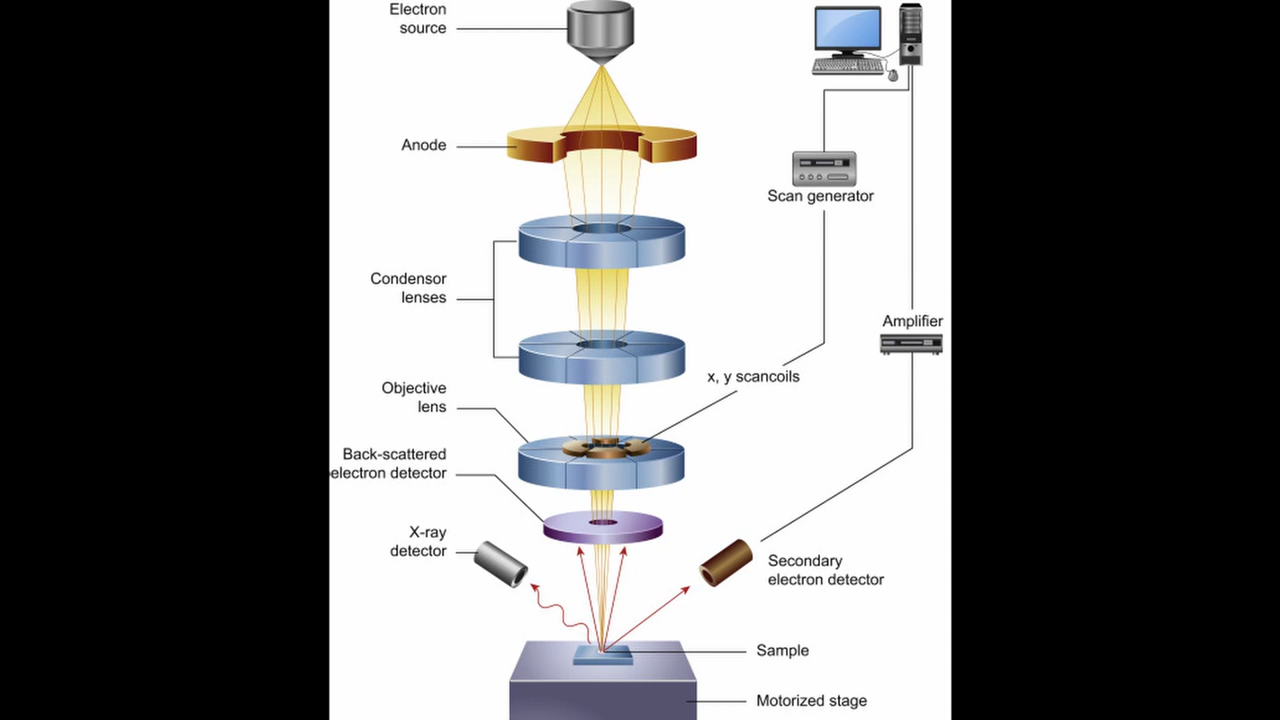 Electron
source
Anode
Scan generator
Condensor
lenses
Amplifier
x, y scancoils
Objective
lens
Back-scattered
electron detector
X-ray
detector
Secondary
electron detector
Sample
Motorized stage